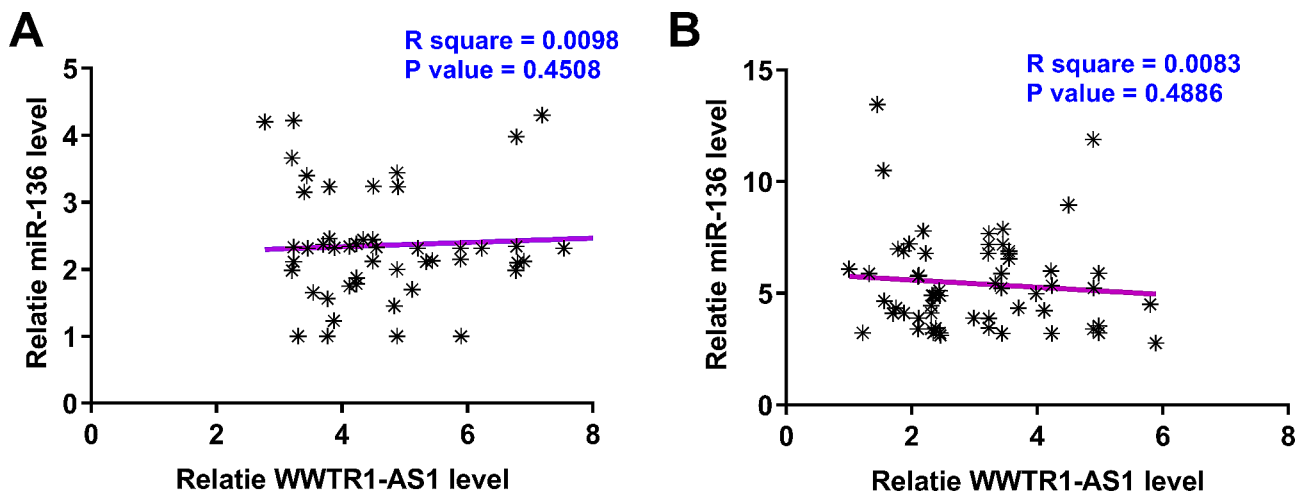 A
R square = 0.0098
P value = 0.4508
Relatie miR-136 level
5
4
3
2
1
0
0 2 4 6 8
Relatie WWTR1-AS1 level
B
R square = 0.0083
P value = 0.4886
Relatie miR-136 level
15
10
5
0
0 2 4 6 8
Relatie WWTR1-AS1 level